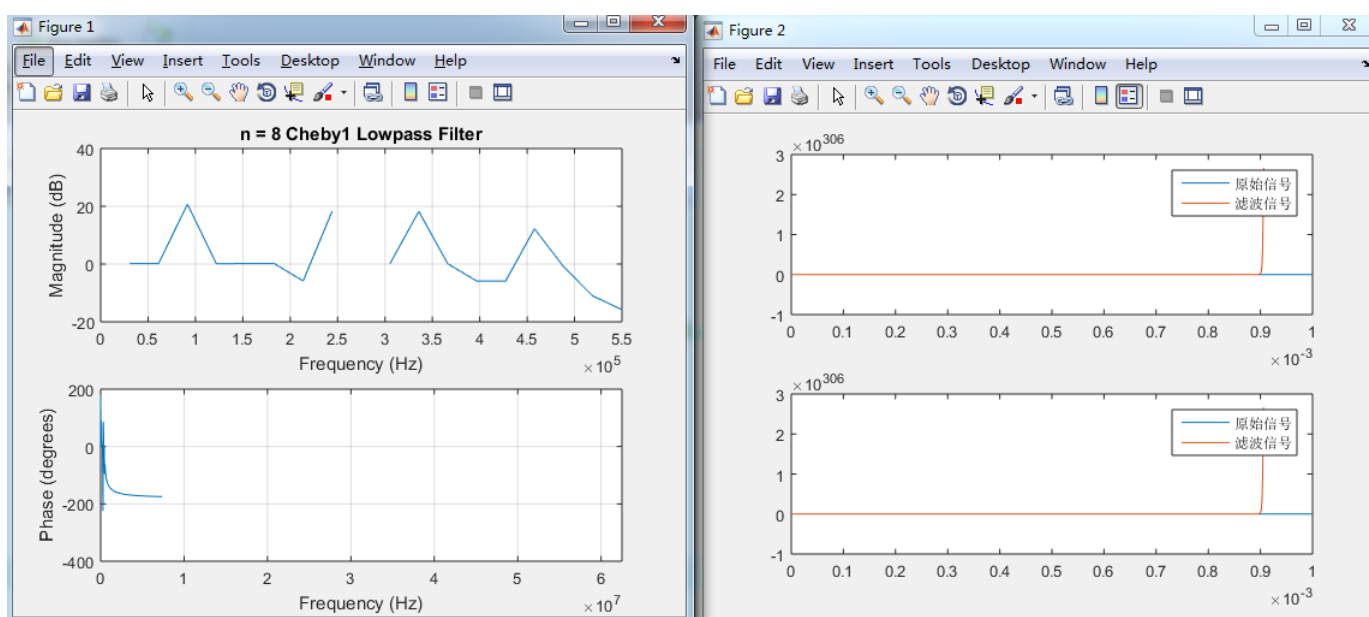 Figure 1
File Edit View Insert Tools Desktop Window Help
n = 8 Cheby1 Lowpass Filter
Magnitude (dB)
40
20
0
-20
0 0.5 1 1.5 2 2.5 3 3.5 4 4.5 5 5.5
Frequency (Hz)
×10^5
Phase (degrees)
200
0
-200
-400
0 1 2 3 4 5 6
Frequency (Hz)
×10^7
Figure 2
File Edit View Insert Tools Desktop Window Help
×10^306
3
2
1
0
-1
原始信号
滤波信号
0 0.1 0.2 0.3 0.4 0.5 0.6 0.7 0.8 0.9 1
×10^-3
×10^306
3
2
1
0
-1
原始信号
滤波信号
0 0.1 0.2 0.3 0.4 0.5 0.6 0.7 0.8 0.9 1
×10^-3